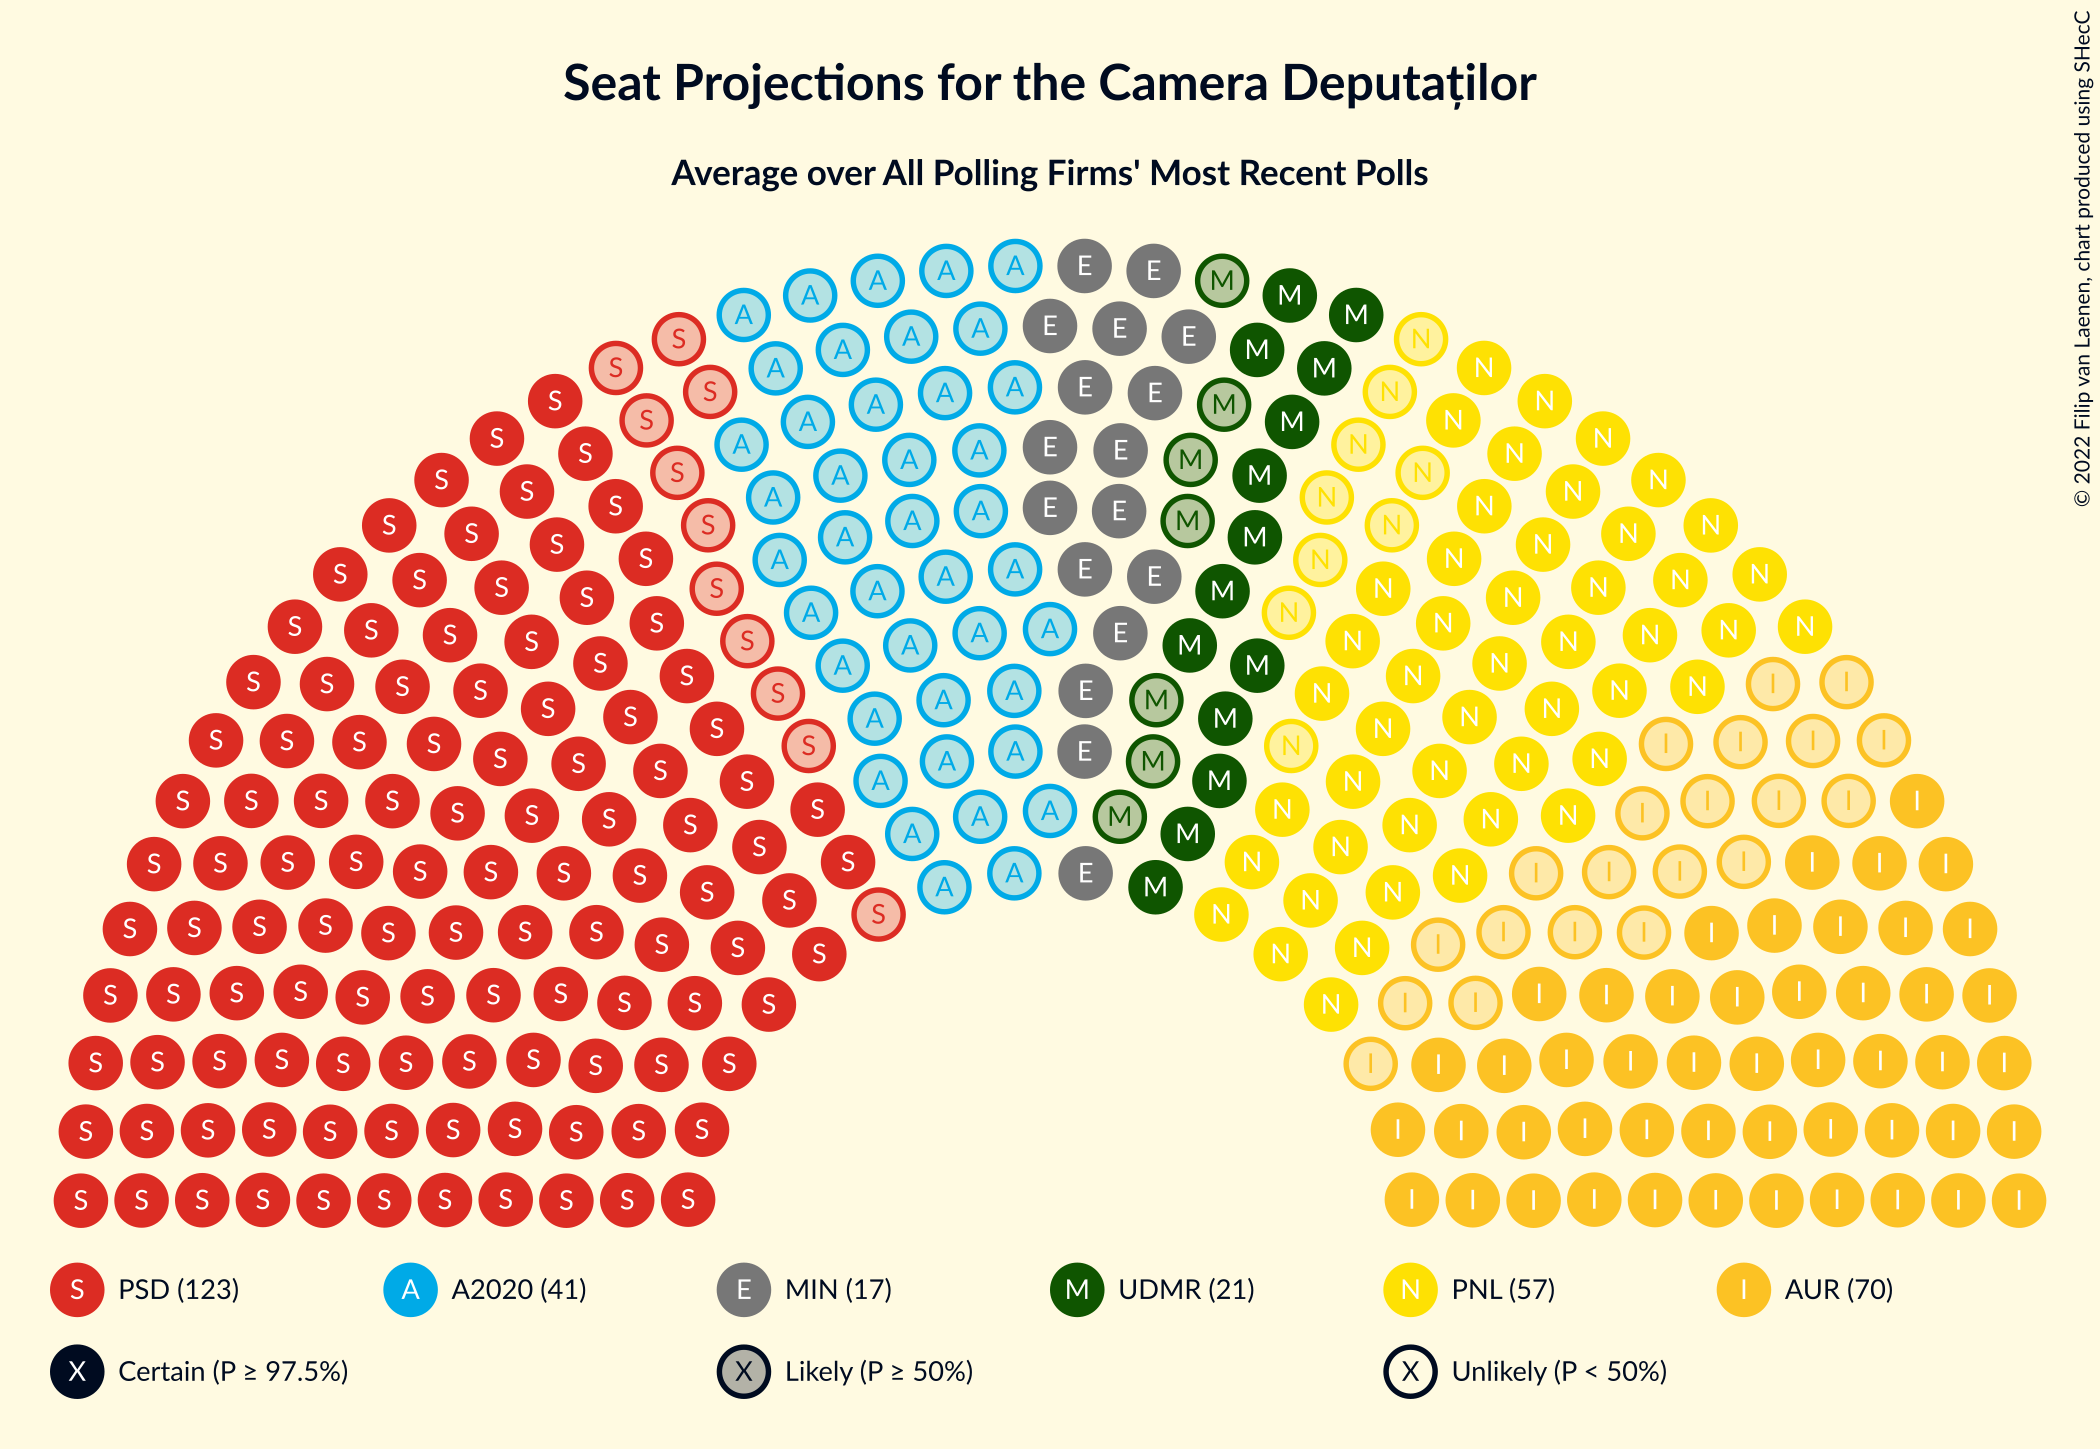 Seat Projections for the Camera Deputaților
Average over All Polling Firms' Most Recent Polls
© 2022 Filip van Laenen, chart produced using SHecC
S PSD (123) A A2020 (41) E MIN (17) M UDMR (21) N PNL (57) I AUR (70)
X Certain (P ≥ 97.5%) X Likely (P ≥ 50%) X Unlikely (P < 50%)